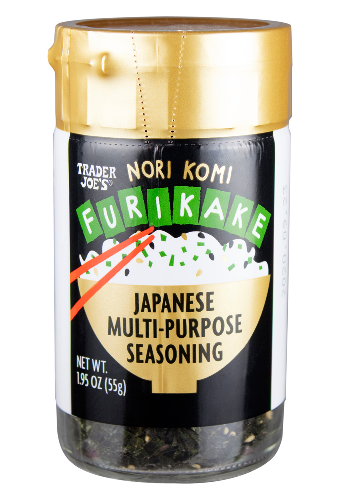 TRADER
JOE'S®
NORI KOMI
FURIKAKE
JAPANESE
MULTI-PURPOSE
SEASONING
NET WT.
1.95 OZ (55g)